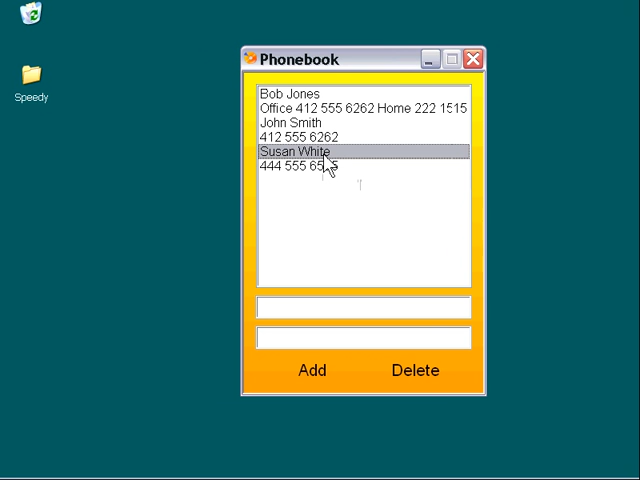 Phonebook
Bob Jones
Office 412 555 6262 Home 222 1515
John Smith
412 555 6262
Susan White
444 555
Add
Delete
Speedy